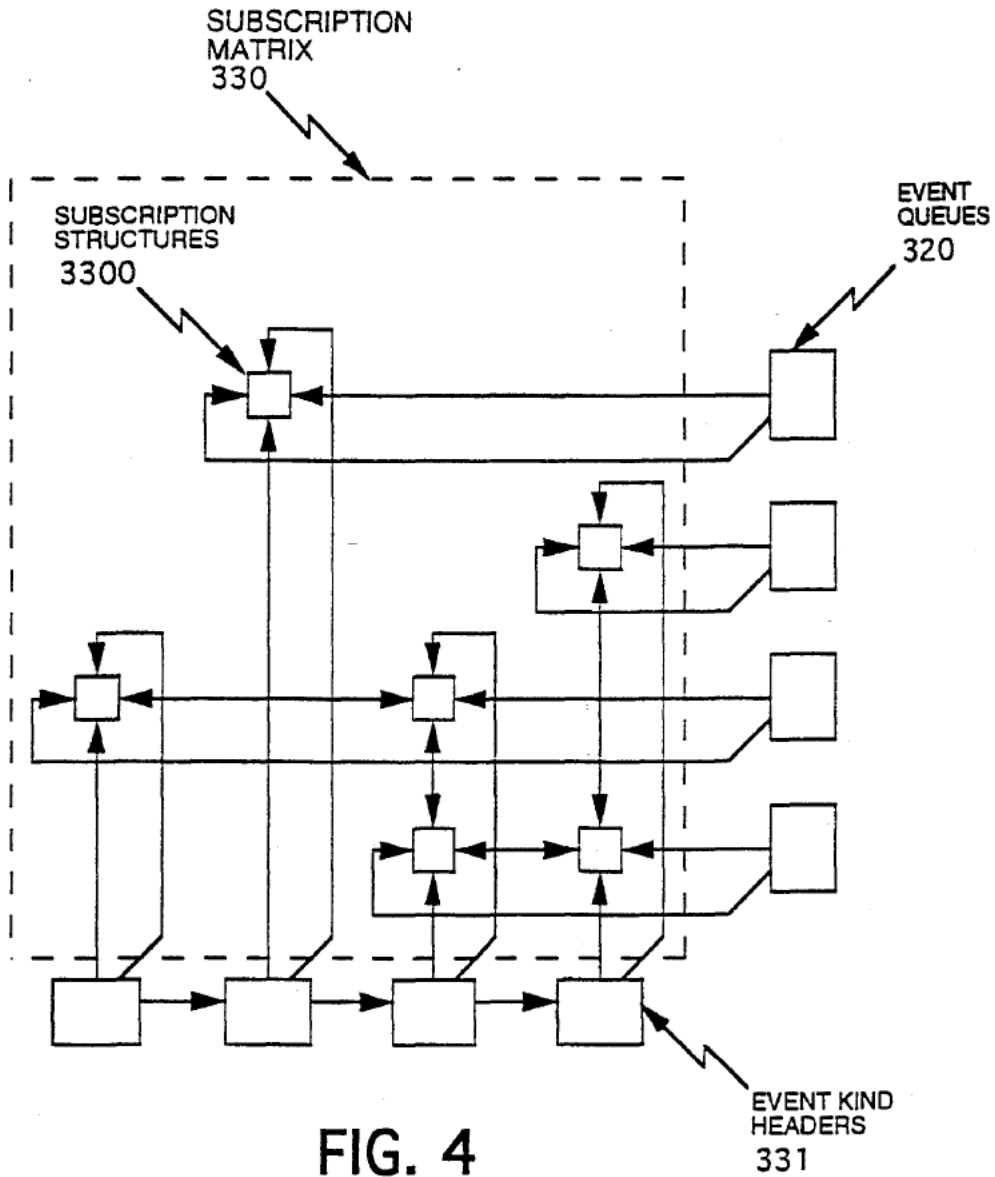 SUBSCRIPTION
MATRIX
330
SUBSCRIPTION
STRUCTURES
3300
EVENT
QUEUES
320
EVENT KIND
HEADERS
331
FIG. 4